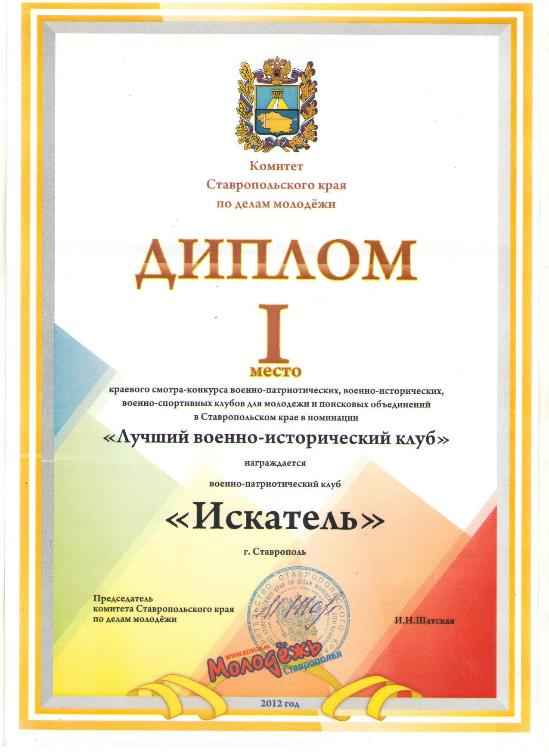 Комитет
Ставропольского края
по делам молодёжи
ДИПЛОМ
I
место
краевого смотра-конкурса военно-патриотических, военно-исторических,
военно-спортивных клубов для молодежи и поисковых объединений
в Ставропольском крае в номинации
«Лучший военно-исторический клуб»
награждается
военно-патриотический клуб
«Искатель»
г. Ставрополь
Председатель
комитета Ставропольского края
по делам молодёжи
И.Н.Шатская
Молодёжь
Ставрополья
2012 год